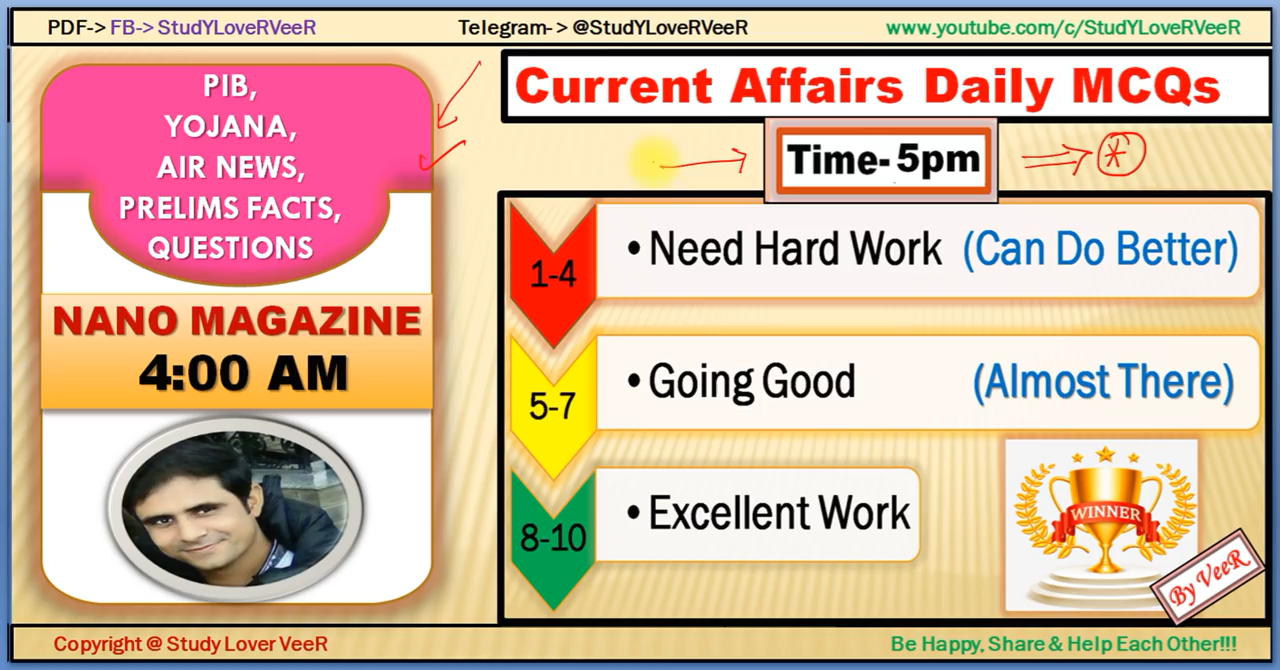 PDF-> FB-> StudYLoveRVeeR
Telegram-> @StudYLoveRVeeR
www.youtube.com/c/StudYLoveRVeeR
PIB,
YOJANA,
AIR NEWS,
PRELIMS FACTS,
QUESTIONS
NANO MAGAZINE
4:00 AM
Current Affairs Daily MCQs
Time- 5pm
1-4
• Need Hard Work (Can Do Better)
5-7
• Going Good (Almost There)
8-10
• Excellent Work
WINNER
By VeeR
Copyright @ Study Lover VeeR
Be Happy, Share & Help Each Other!!!